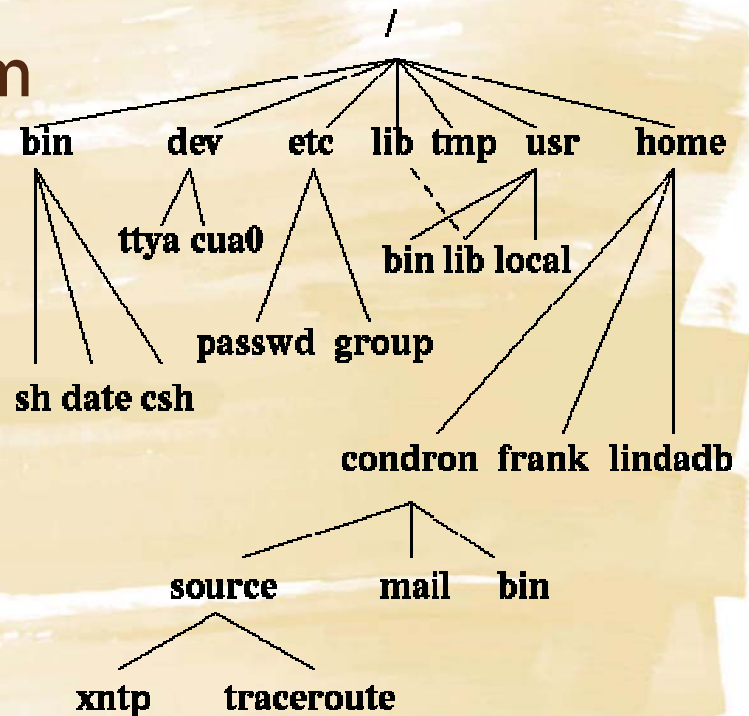 /
m
bin dev etc lib tmp usr home
ttya cua0
bin lib local
passwd group
sh date csh
condron frank lindadb
source mail bin
xntp traceroute